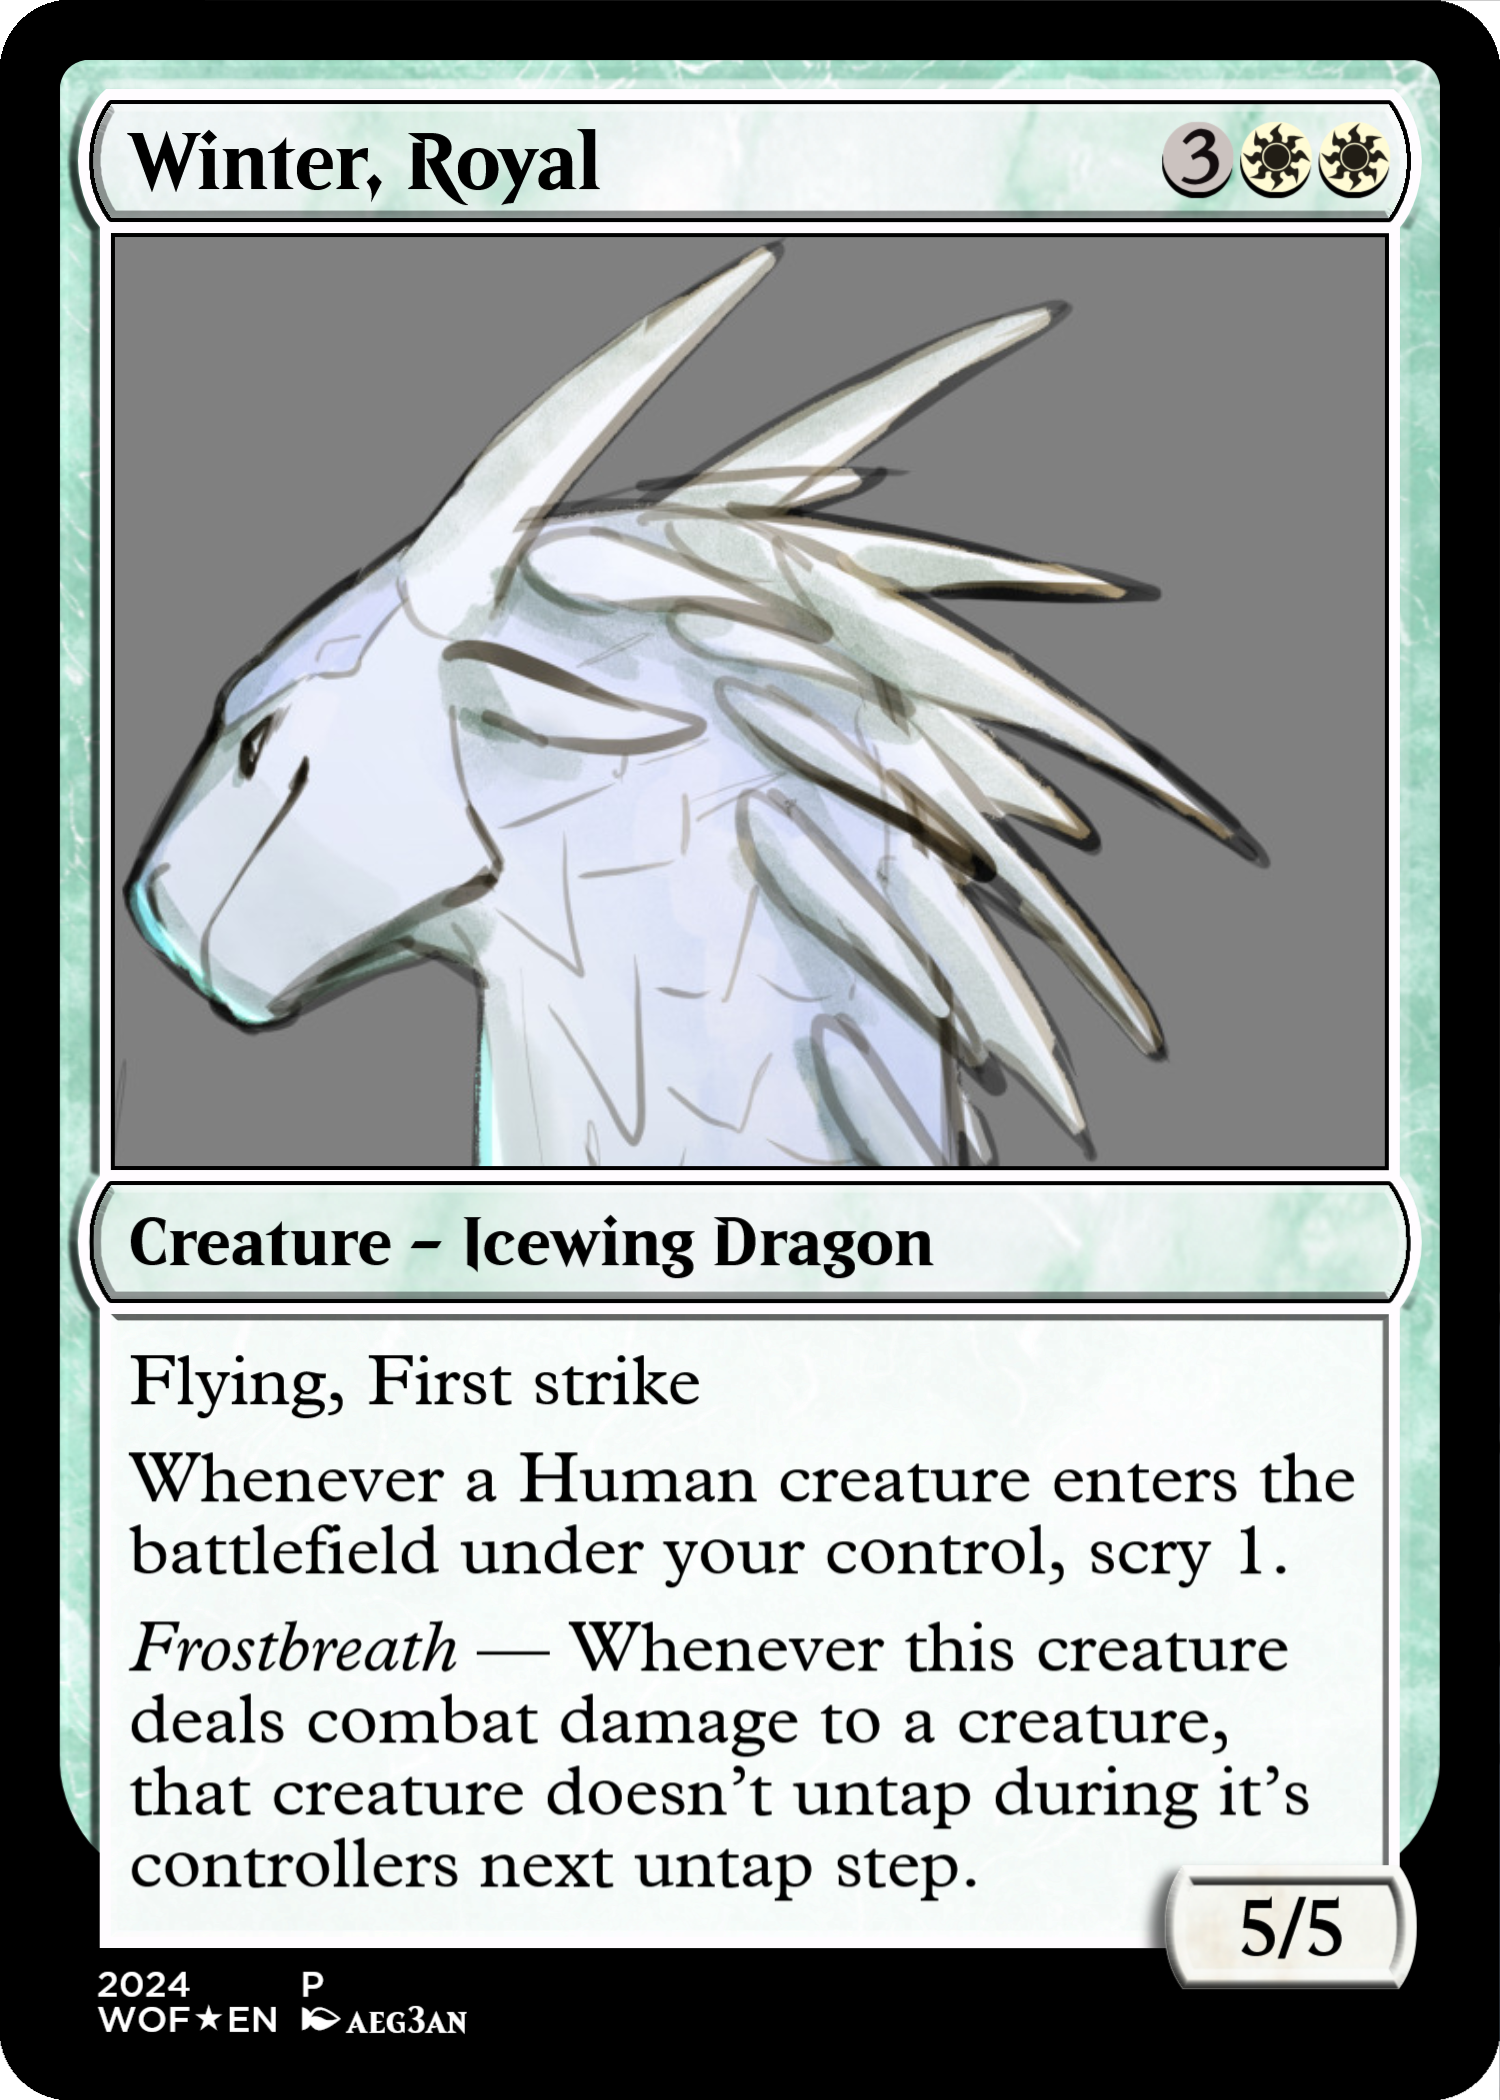 Winter, Royal 3
Creature – Icewing Dragon
Flying, First strike
Whenever a Human creature enters the
battlefield under your control, scry 1.
Frostbreath — Whenever this creature
deals combat damage to a creature,
that creature doesn’t untap during it’s
controllers next untap step.
5/5
2024 P
WOF★EN AEG3AN